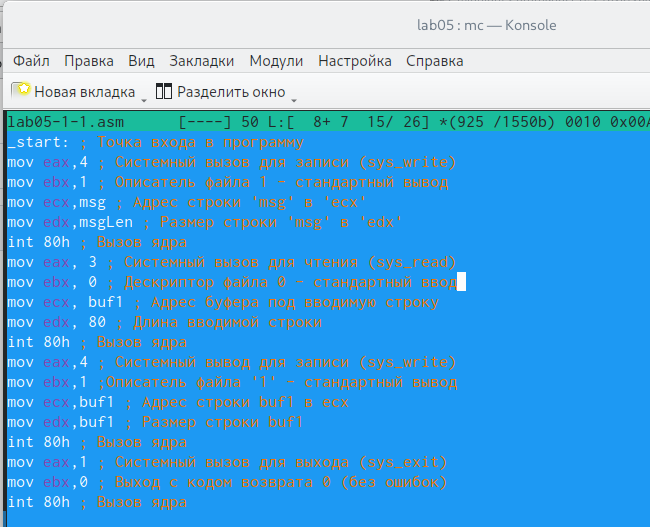 lab05 : mc — Konsole
Файл Правка Вид Закладки Модули Настройка Справка
Новая вкладка Разделить окно
lab05-1-1.asm [----] 50 L:[ 8+ 7 15/ 26] *(925 /1550b) 0010 0x00A
_start: ; Точка входа в программу
mov eax,4 ; Системный вызов для записи (sys_write)
mov ebx,1 ; Описатель файла 1 - стандартный вывод
mov ecx,msg ; Адрес строки 'msg' в 'ecx'
mov edx,msgLen ; Размер строки 'msg' в 'edx'
int 80h ; Вызов ядра
mov eax, 3 ; Системный вызов для чтения (sys_read)
mov ebx, 0 ; Дескриптор файла 0 - стандартный ввод
mov ecx, buf1 ; Адрес буфера под вводимую строку
mov edx, 80 ; Длина вводимой строки
int 80h ; Вызов ядра
mov eax,4 ; Системный вывод для записи (sys_write)
mov ebx,1 ;Описатель файла '1' - стандартный вывод
mov ecx,buf1 ; Адрес строки buf1 в ecx
mov edx,buf1 ; Размер строки buf1
int 80h ; Вызов ядра
mov eax,1 ; Системный вызов для выхода (sys_exit)
mov ebx,0 ; Выход с кодом возврата 0 (без ошибок)
int 80h ; Вызов ядра